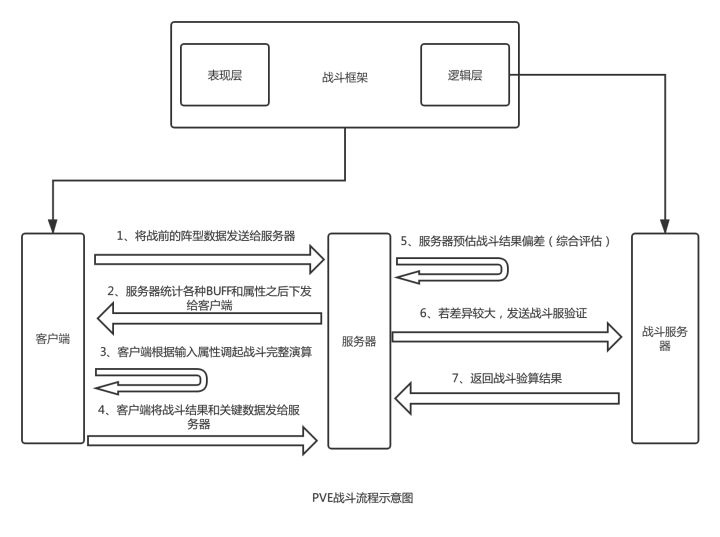 表现层
战斗框架
逻辑层
1、将战前的阵型数据发送给服务器
2、服务器统计各种BUFF和属性之后下发
给客户端
3、客户端根据输入属性调起战斗完整演算
4、客户端将战斗结果和关键数据发给服
务器
5、服务器预估战斗结果偏差（综合评估）
6、若差异较大，发送战斗服验证
7、返回战斗验算结果
客户端
服务器
战斗服务
器
PVE战斗流程示意图